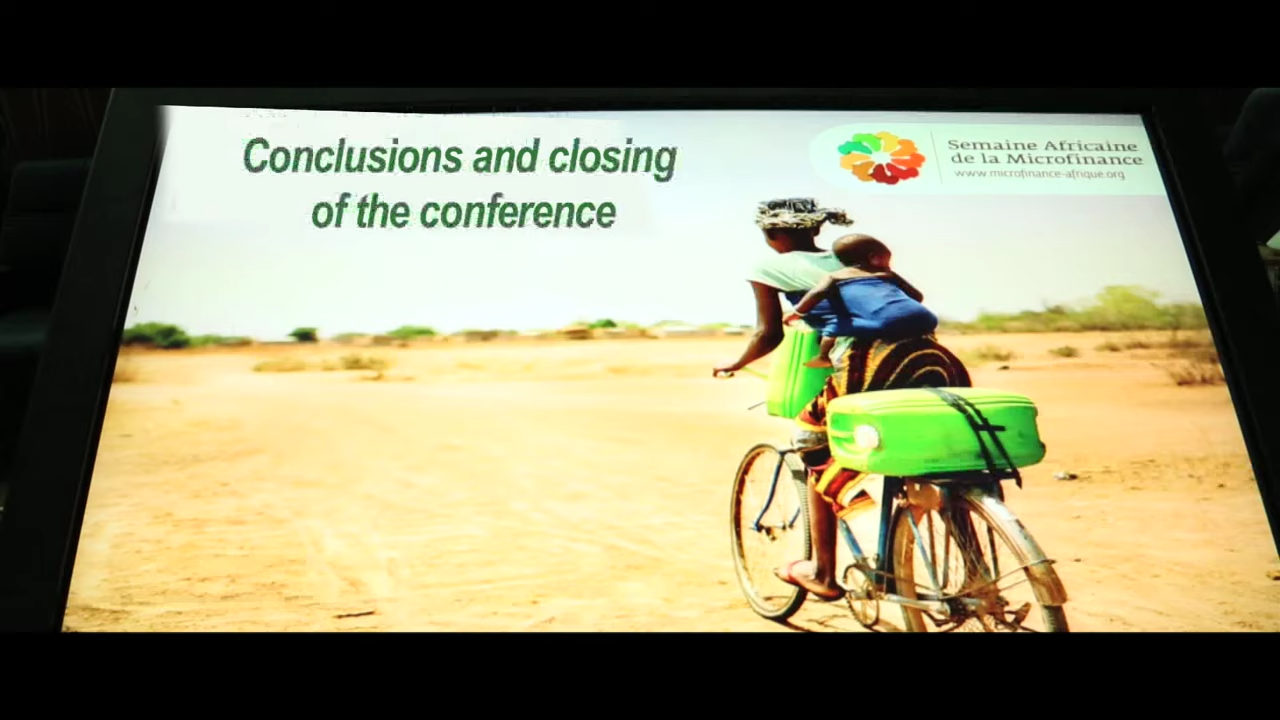 Conclusions and closing
of the conference
Semaine Africaine
de la Microfinance
www.microfinance-afrique.org